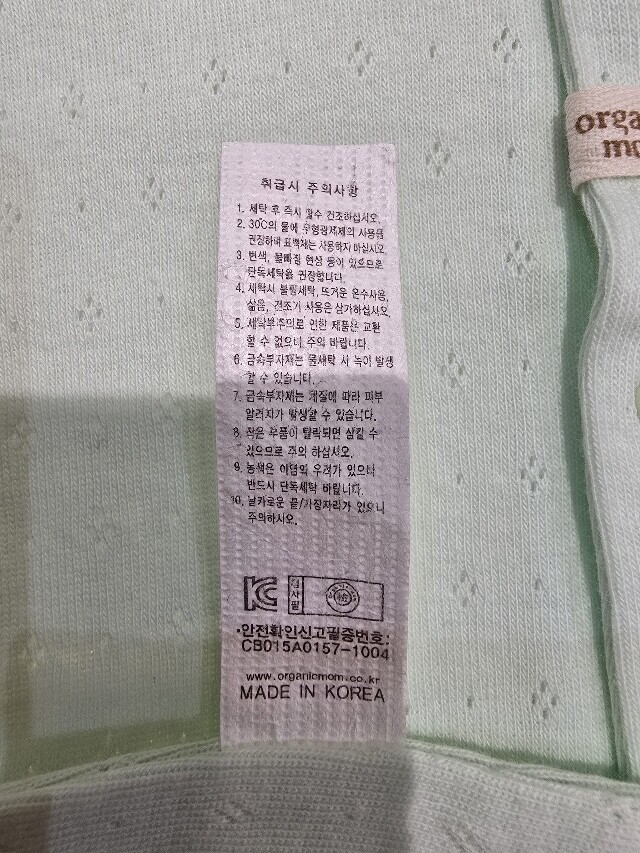 취급시 주의사항
1. 세탁 후 즉시 탈수 건조하십시오.
2. 30C의 물에 무형광세제의 사용을
권장하며 표백제는 사용하지 마십시오
3. 변색, 물빠짐 현상 등이 있으므로
단독세탁을 권장합니다.
4. 세탁시 불림세탁, 뜨거운 온수사용,
삶음, 건조기 사용은 삼가하십시오.
5. 세탁부주의로 인한 제품은 교환
할 수 없으니 주의 바랍니다.
6. 금속부자재는 물세탁 시 녹이 발생
할 수 있습니다.
7. 금속부자재는 체질에 따라 피부
알러지가 발생할 수 있습니다.
8. 작은 부품이 탈락되면 삼킬 수
있으므로 주의 하십시오.
9. 농색은 이염의 우려가 있으니
반드시 단독세탁 바랍니다.
10. 날카로운 끝/가장자리가 있으니
주의하시오.
KC 검사필
•안전확인신고필증번호:
CB015A0157-1004
www.organicmom.co.kr
MADE IN KOREA
orga
mo